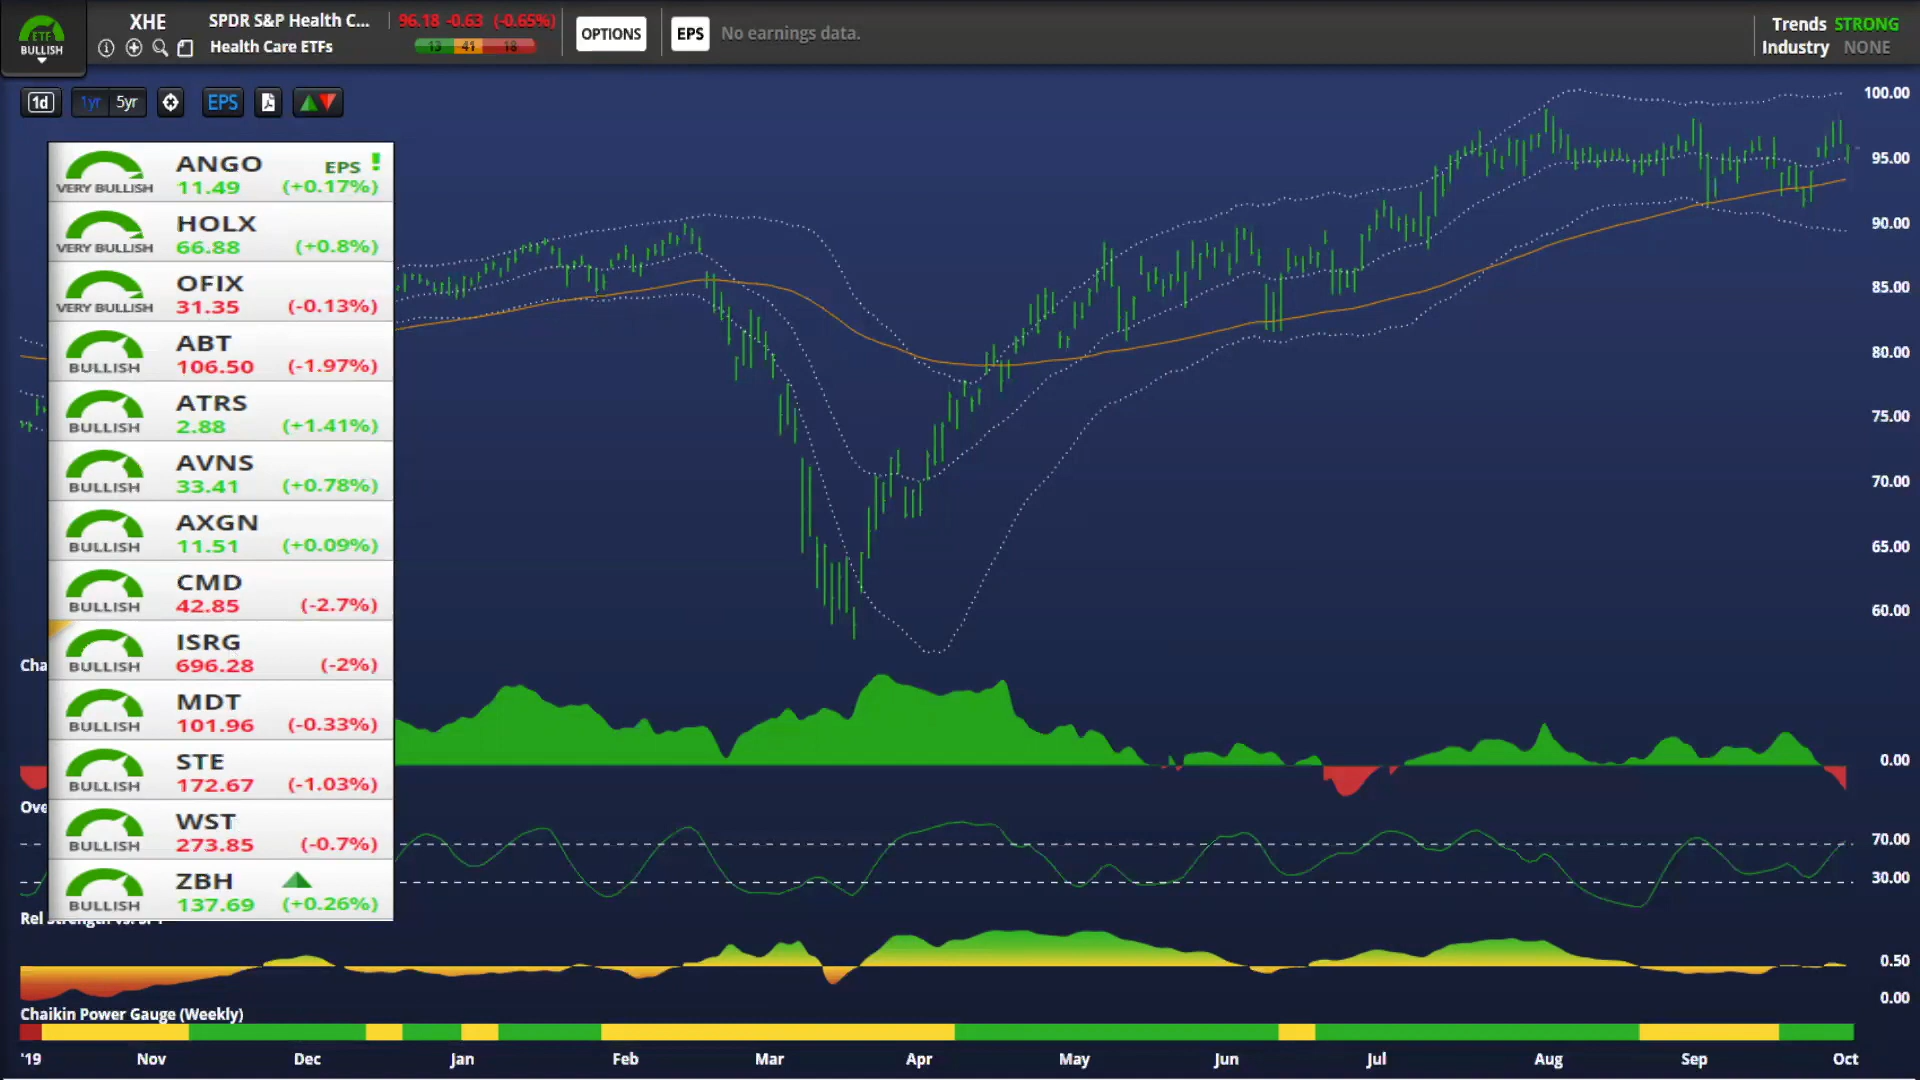 ETF
BULLISH
XHE
SPDR S&P Health C...
Health Care ETFs
96.18 -0.63 (-0.65%)
13 41 18
OPTIONS
EPS
No earnings data.
Trends STRONG
Industry NONE
1d
1yr 5yr
EPS
ANGO EPS !
VERY BULLISH 11.49 (+0.17%)
HOLX
VERY BULLISH 66.88 (+0.8%)
OFIX
VERY BULLISH 31.35 (-0.13%)
ABT
BULLISH 106.50 (-1.97%)
ATRS
BULLISH 2.88 (+1.41%)
AVNS
BULLISH 33.41 (+0.78%)
AXGN
BULLISH 11.51 (+0.09%)
CMD
BULLISH 42.85 (-2.7%)
ISRG
BULLISH 696.28 (-2%)
MDT
BULLISH 101.96 (-0.33%)
STE
BULLISH 172.67 (-1.03%)
WST
BULLISH 273.85 (-0.7%)
ZBH
BULLISH 137.69 (+0.26%)
100.00
95.00
90.00
85.00
80.00
75.00
70.00
65.00
60.00
Cha
0.00
Ove
70.00
30.00
Rel Strength vs.
0.50
0.00
Chaikin Power Gauge (Weekly)
'19 Nov Dec Jan Feb Mar Apr May Jun Jul Aug Sep Oct